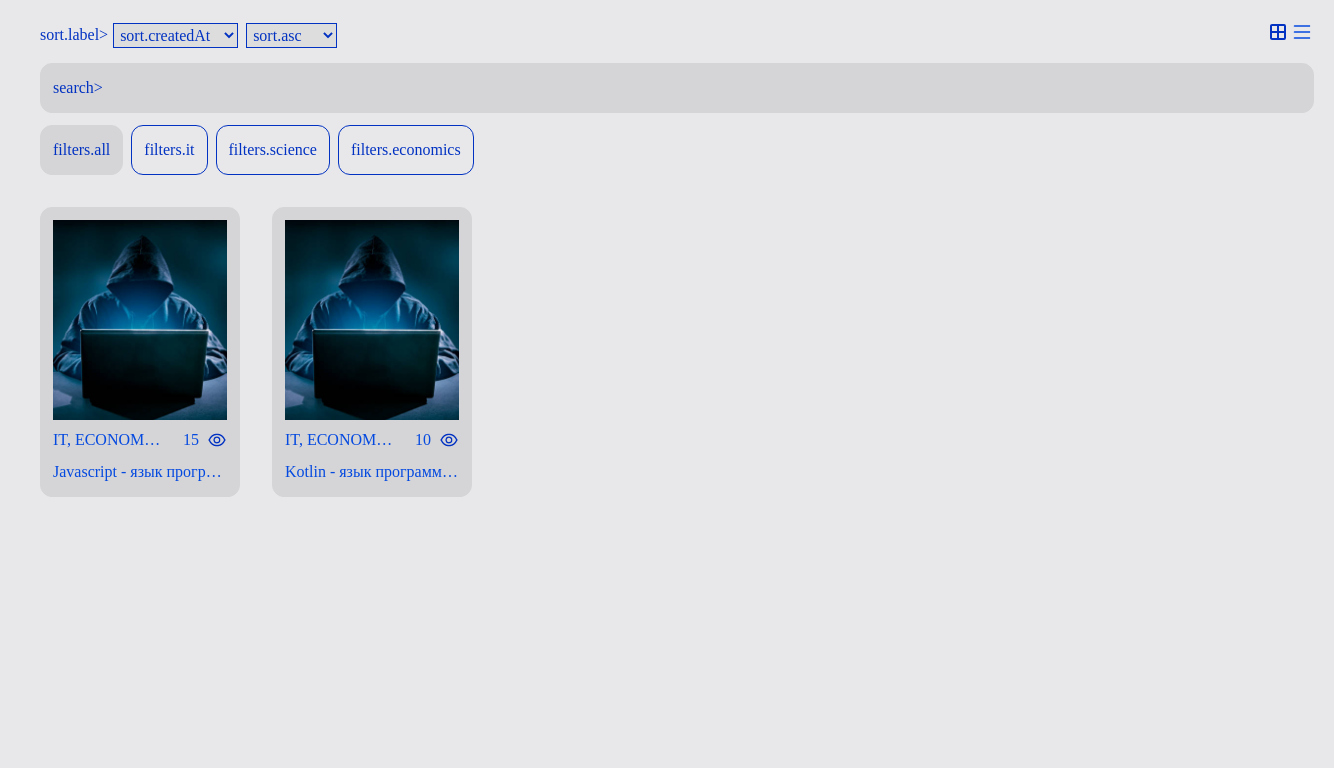 sort.label> sort.createdAt sort.asc
search>
filters.all filters.it filters.science filters.economics
IT, ECONOM… 15
Javascript - язык прогр…
IT, ECONOM… 10
Kotlin - язык программ…